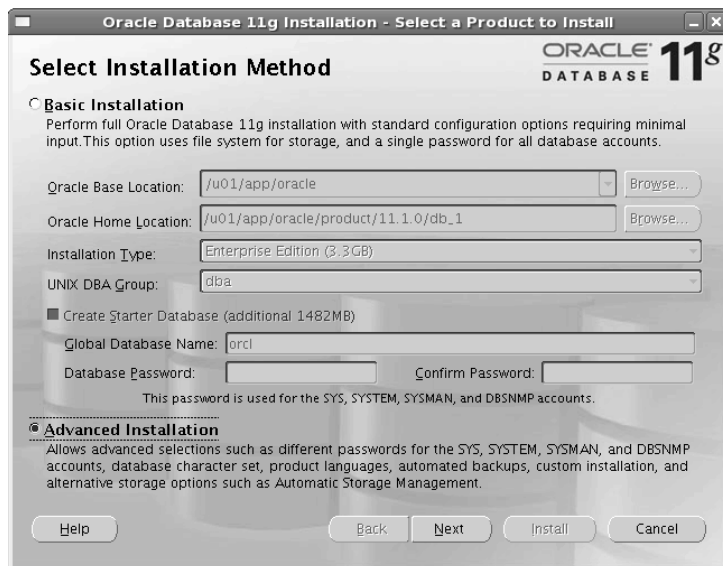 Oracle Database 11g Installation - Select a Product to Install
Select Installation Method
ORACLE
DATABASE 11g
Basic Installation
Perform full Oracle Database 11g installation with standard configuration options requiring minimal
input.This option uses file system for storage, and a single password for all database accounts.
Oracle Base Location: /u01/app/oracle Browse...
Oracle Home Location: /u01/app/oracle/product/11.1.0/db_1 Browse...
Installation Type: Enterprise Edition (3.3GB)
UNIX DBA Group: dba
Create Starter Database (additional 1482MB)
Global Database Name: orcl
Database Password: Confirm Password:
This password is used for the SYS, SYSTEM, SYSMAN, and DBSNMP accounts.
Advanced Installation
Allows advanced selections such as different passwords for the SYS, SYSTEM, SYSMAN, and DBSNMP
accounts, database character set, product languages, automated backups, custom installation, and
alternative storage options such as Automatic Storage Management.
Help Back Next Install Cancel